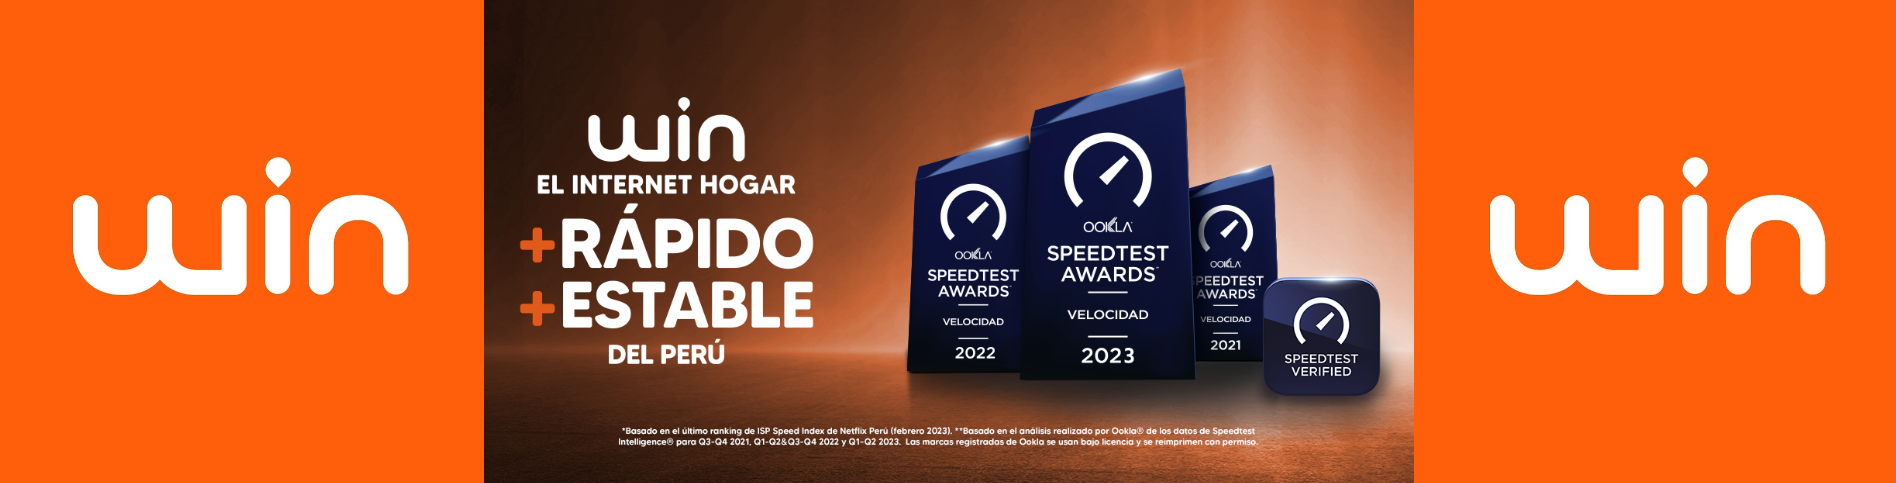 win
win
EL INTERNET HOGAR
+RÁPIDO
+ESTABLE
DEL PERÚ
*Basado en el último ranking de ISP Speed Index de Netflix Perú (febrero 2023). **Basado en el análisis realizado por Ookla® de los datos de Speedtest
Intelligence® para Q3-Q4 2021, Q1-Q2&Q3-Q4 2022 y Q1-Q2 2023. Las marcas registradas de Ookla se usan bajo licencia y se reimprimen con permiso.
OOKLA
SPEEDTEST
AWARDS™
VELOCIDAD
2022
OOKLA®
SPEEDTEST
AWARDS™
VELOCIDAD
2023
OOKLA
SPEEDTEST
AWARDS
VELOCIDAD
2021
SPEEDTEST
VERIFIED
win